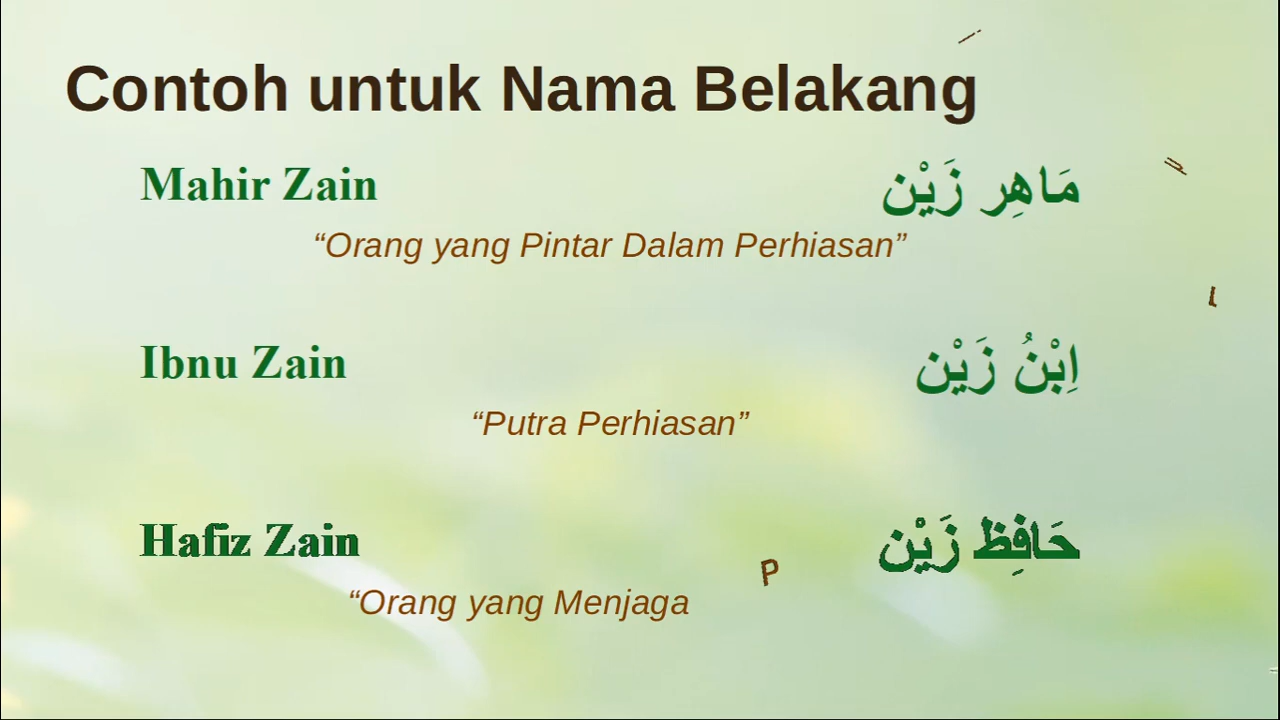 Contoh untuk Nama Belakang
Mahir Zain مَاهِر زَيْن
“Orang yang Pintar Dalam Perhiasan”
Ibnu Zain اِبْنُ زَيْن
“Putra Perhiasan”
Hafiz Zain حَافِظ زَيْن
“Orang yang Menjaga P